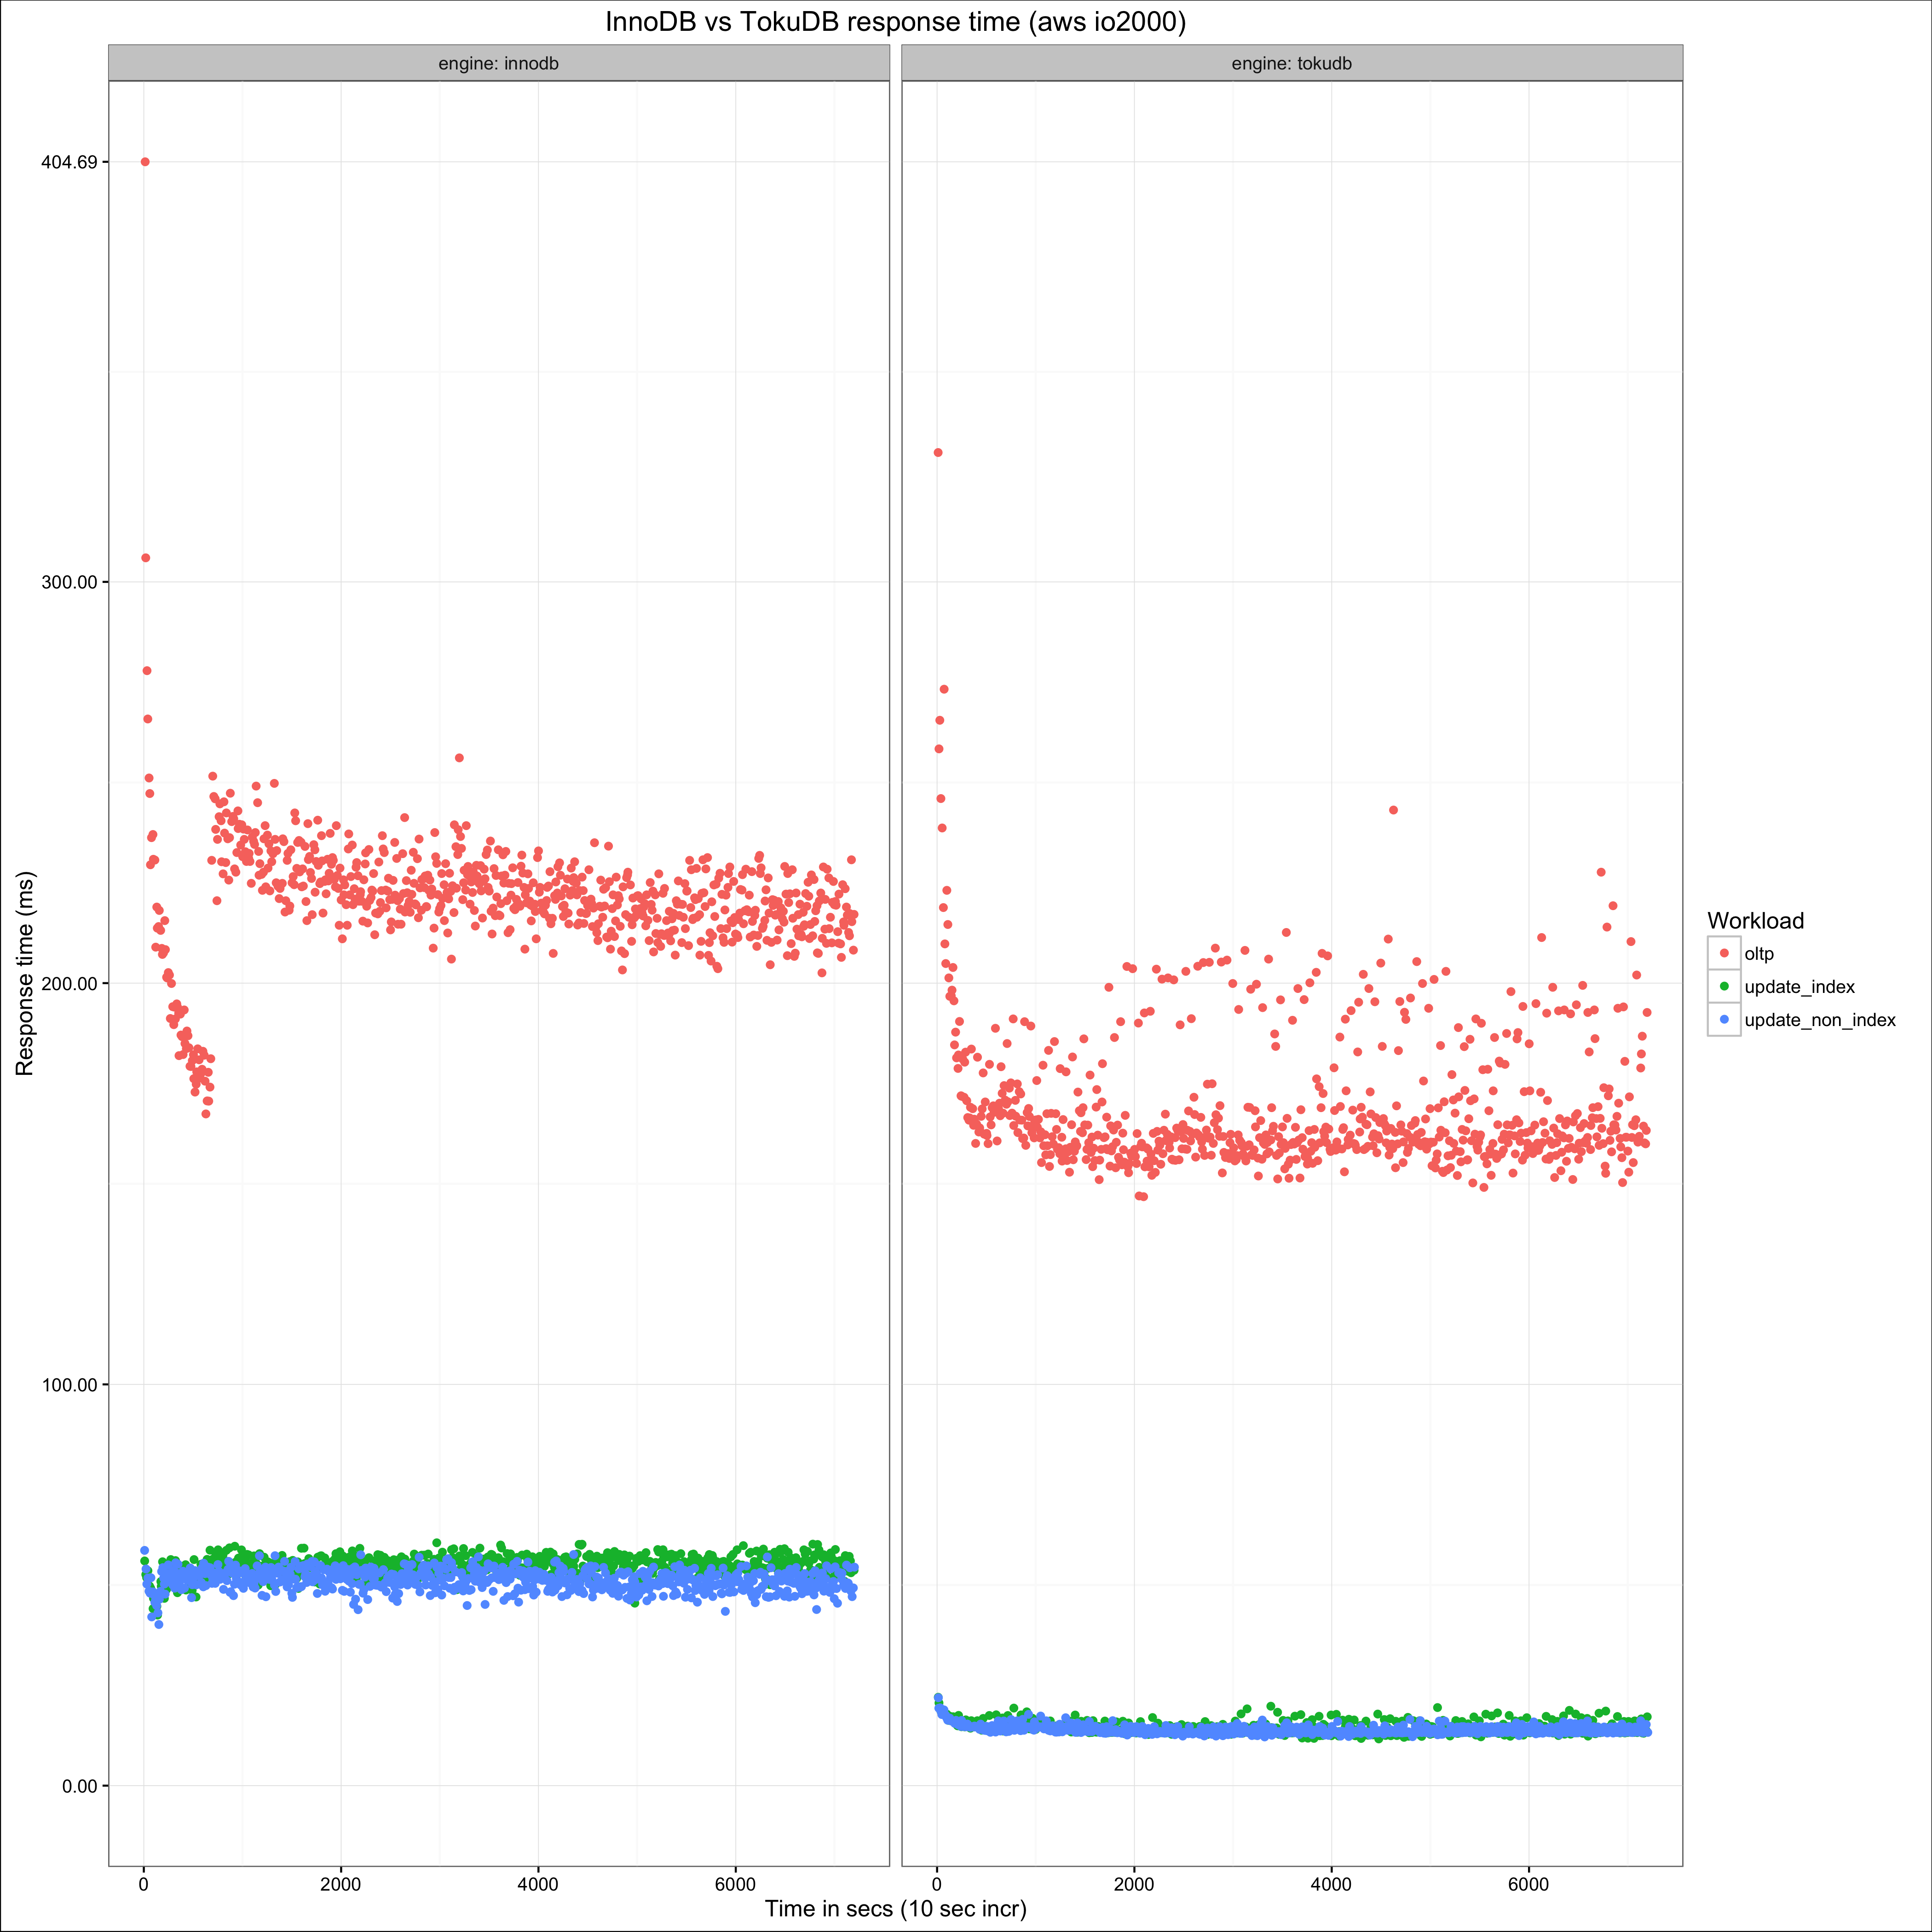 InnoDB vs TokuDB response time (aws io2000)
engine: innodb
engine: tokudb
Response time (ms)
404.69
300.00
200.00
100.00
0.00
0 2000 4000 6000
0 2000 4000 6000
Time in secs (10 sec incr)
Workload
oltp
update_index
update_non_index